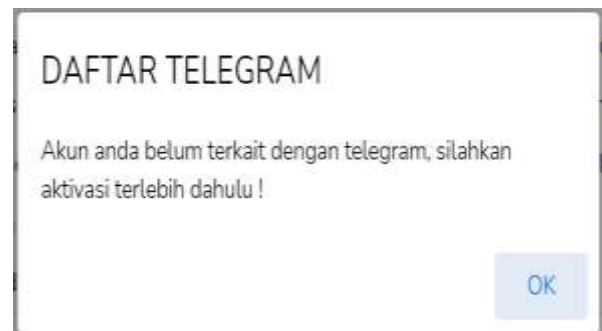 DAFTAR TELEGRAM
Akun anda belum terkait dengan telegram, silahkan
aktivasi terlebih dahulu !
OK